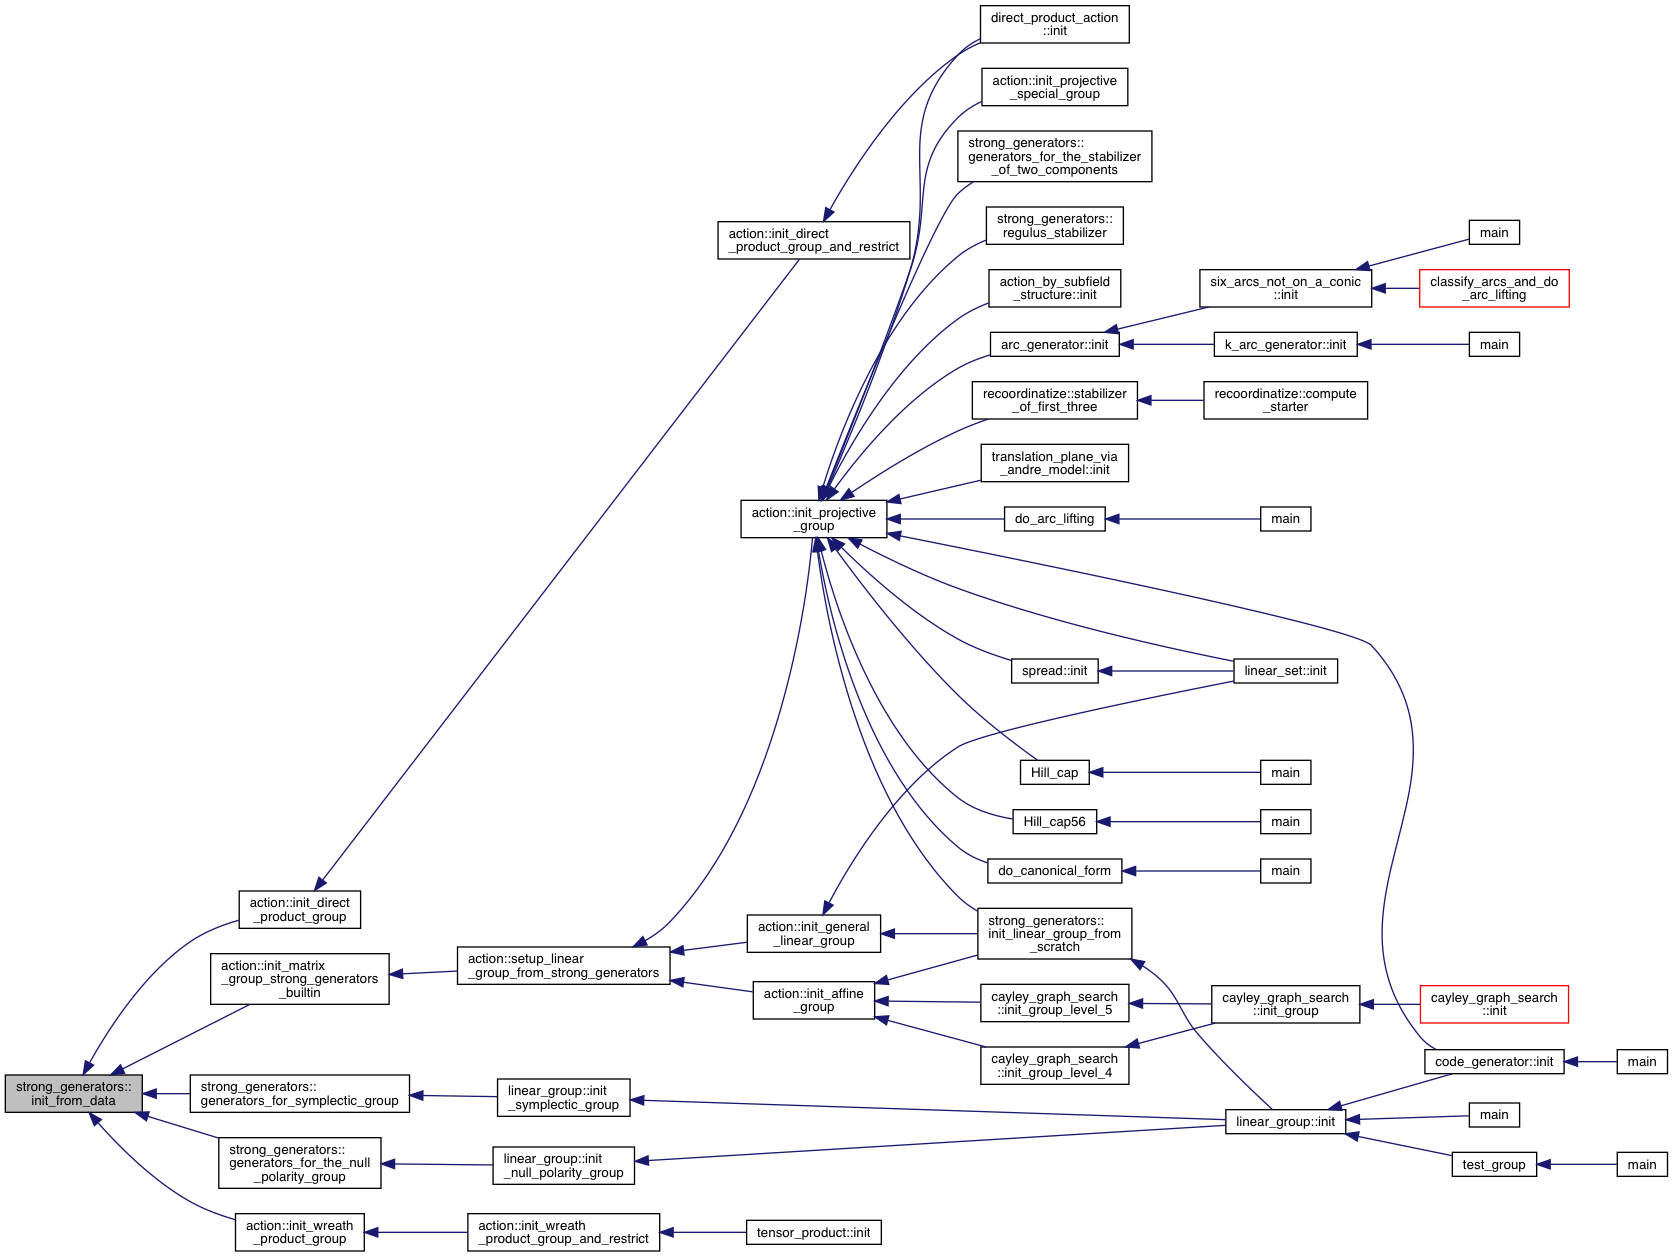 direct_product_action
::init
action::init_projective
_special_group
strong_generators::
generators_for_the_stabilizer
_of_two_components
strong_generators::
regulus_stabilizer
action::init_direct
_product_group_and_restrict
main
action_by_subfield
_structure::init
six_arcs_not_on_a_conic
::init
classify_arcs_and_do
_arc_lifting
arc_generator::init
k_arc_generator::init
main
recoordinatize::stabilizer
_of_first_three
recoordinatize::compute
_starter
translation_plane_via
_andre_model::init
action::init_projective
_group
do_arc_lifting
main
spread::init
linear_set::init
Hill_cap
main
Hill_cap56
main
do_canonical_form
main
action::init_direct
_product_group
action::init_general
_linear_group
strong_generators::
init_linear_group_from
_scratch
action::init_matrix
_group_strong_generators
_builtin
action::setup_linear
_group_from_strong_generators
action::init_affine
_group
cayley_graph_search
::init_group_level_5
cayley_graph_search
::init_group
cayley_graph_search
::init
cayley_graph_search
::init_group_level_4
code_generator::init
main
strong_generators::
init_from_data
strong_generators::
generators_for_symplectic_group
linear_group::init
_symplectic_group
linear_group::init
main
strong_generators::
generators_for_the_null
_polarity_group
linear_group::init
_null_polarity_group
test_group
main
action::init_wreath
_product_group
action::init_wreath
_product_group_and_restrict
tensor_product::init